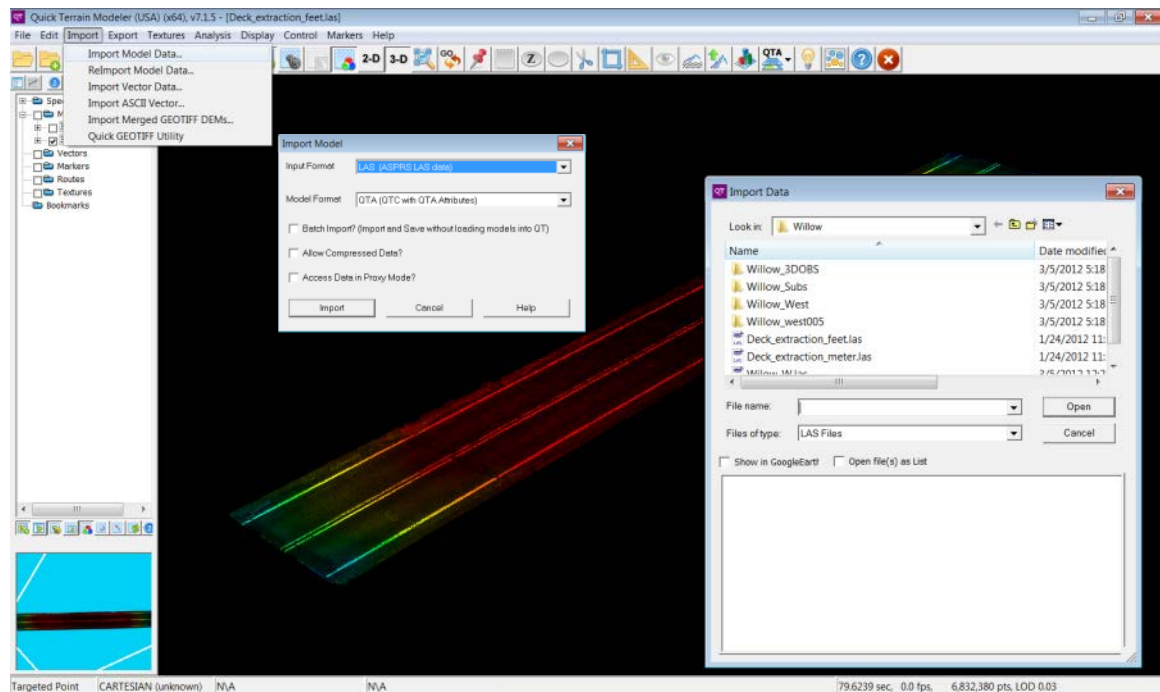 Quick Terrain Modeler (USA) (x64), v7.1.5 - [Deck_extraction_feet.las]
File Edit Import Export Textures Analysis Display Control Markers Help
Import Model Data...
ReImport Model Data...
Import Vector Data...
Import ASCII Vector...
Import Merged GEOTIFF DEMs...
Quick GEOTIFF Utility
2-D 3-D GO Z QTA
Spe
M
Vectors
Markers
Routes
Textures
Bookmarks
Import Model
Input Format LAS (ASPRS LAS data)
Model Format QTA (QTC with QTA Attributes)
Batch Import? (Import and Save without loading models into QT)
Allow Compressed Data?
Access Data in Proxy Mode?
Import Cancel Help
QT Import Data
Look in: Willow
Name Date modified
Willow_3DOBS 3/5/2012 5:18
Willow_Subs 3/5/2012 5:18
Willow_West 3/5/2012 5:18
Willow_west005 3/5/2012 5:18
Deck_extraction_feet.las 1/24/2012 11:
Deck_extraction_meter.las 1/24/2012 11:
File name: Open
Files of type: LAS Files Cancel
Show in GoogleEarth Open file(s) as List
Targeted Point CARTESIAN (unknown) N\A N\A 79.6239 sec, 0.0 fps, 6,832,380 pts, LOD 0.03